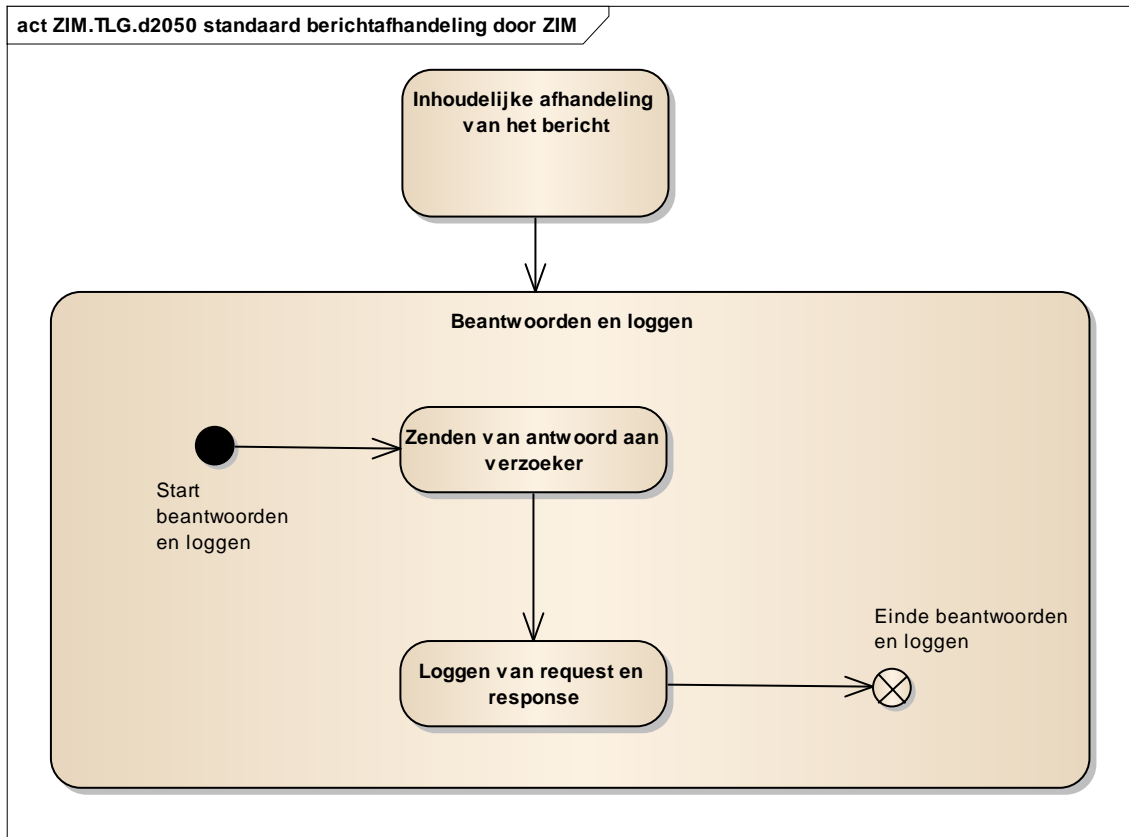 act ZIM.TLG.d2050 standaard berichtafhandeling door ZIM
Inhoudelijke afhandeling
van het bericht
Beantwoorden en loggen
Zenden van antwoord aan
verzoeker
Start
beantwoorden
en loggen
Einde beantwoorden
en loggen
Loggen van request en
response